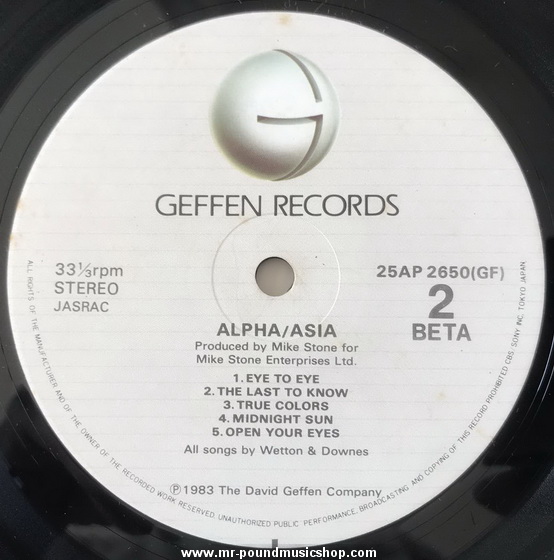 GEFFEN RECORDS
33⅓rpm
STEREO
JASRAC
25AP 2650(GF)
2
BETA
ALPHA/ASIA
Produced by Mike Stone for
Mike Stone Enterprises Ltd.
1. EYE TO EYE
2. THE LAST TO KNOW
3. TRUE COLORS
4. MIDNIGHT SUN
5. OPEN YOUR EYES
All songs by Wetton & Downes
Ⓟ1983 The David Geffen Company
ALL RIGHTS OF THE MANUFACTURER AND OF THE OWNER OF THE RECORDED WORK RESERVED. UNAUTHORIZED PUBLIC PERFORMANCE, BROADCASTING AND COPYING OF THIS RECORD PROHIBITED. CBS/SONY INC. TOKYO JAPAN
www.mr-poundmusicshop.com